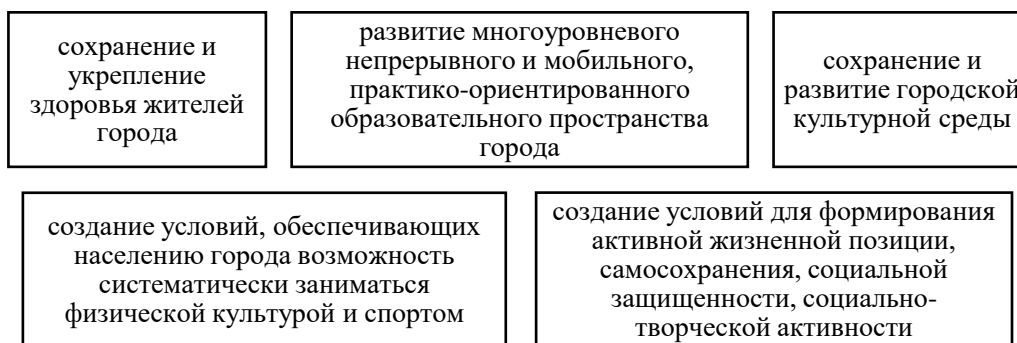 сохранение и
укрепление
здоровья жителей
города
развитие многоуровневого
непрерывного и мобильного,
практико-ориентированного
образовательного пространства
города
сохранение и
развитие городской
культурной среды
создание условий, обеспечивающих
населению города возможность
систематически заниматься
физической культурой и спортом
создание условий для формирования
активной жизненной позиции,
самосохранения, социальной
защищенности, социально-
творческой активности